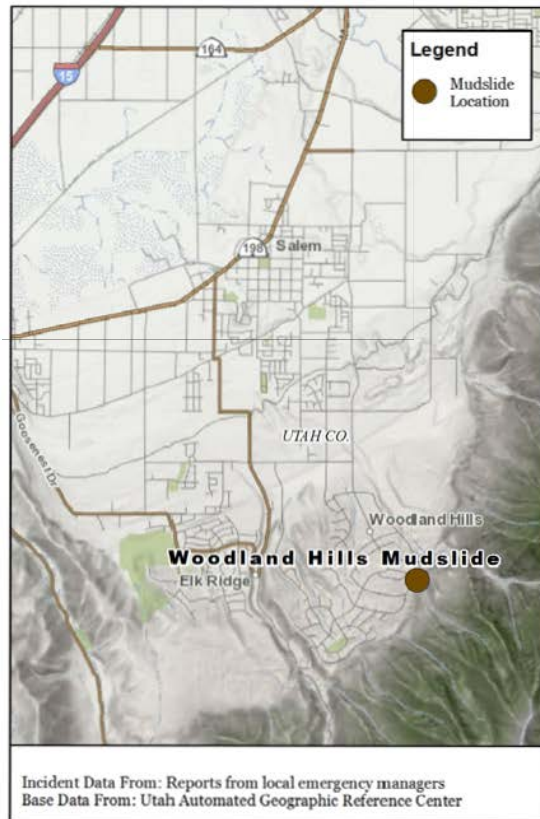 164
Legend
15
Mudslide
Location
198
Salem
Goosenest Dr
UTAH CO.
Woodland Hills
Woodland Hills Mudslide
Elk Ridge
Incident Data From: Reports from local emergency managers
Base Data From: Utah Automated Geographic Reference Center